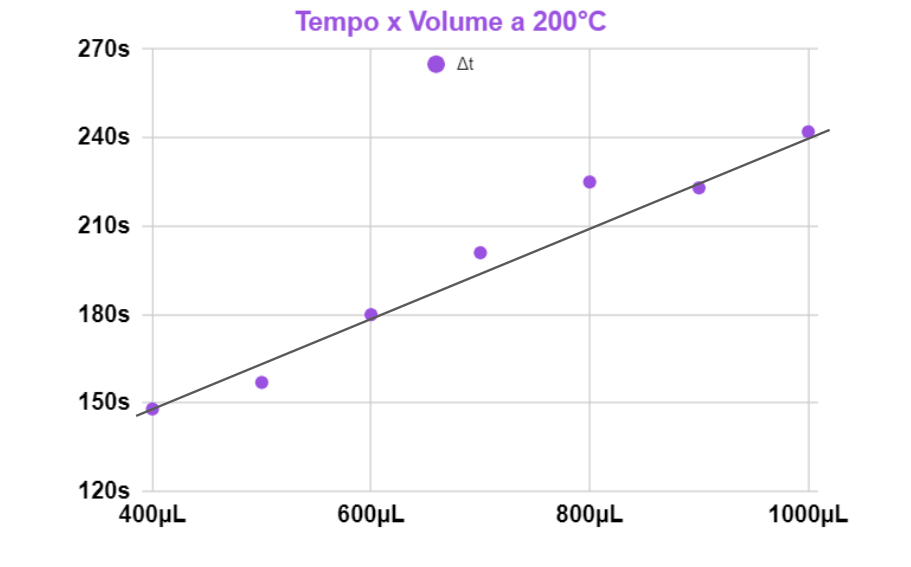 Tempo x Volume a 200°C
270s
Δt
240s
210s
180s
150s
120s
400µL 600µL 800µL 1000µL